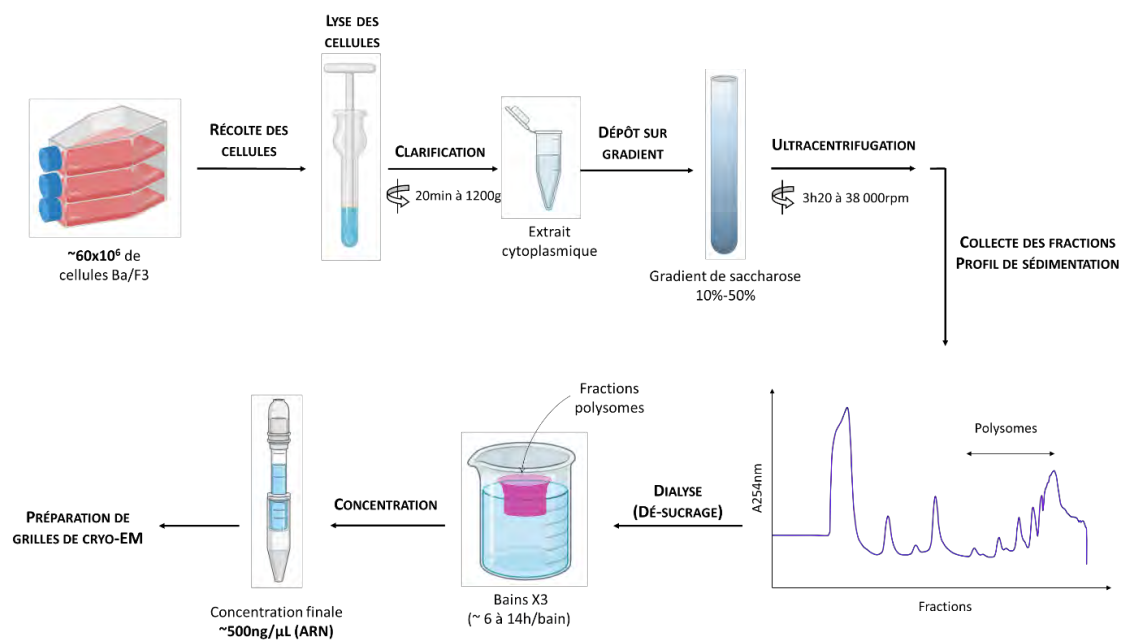 LYSE DES
CELLULES
RÉCOLTE DES
CELLULES
~60x10⁶ de
cellules Ba/F3
CLARIFICATION
20min à 1200g
Extrait
cytoplasmique
DÉPÔT SUR
GRADIENT
Gradient de saccharose
10%-50%
ULTRACENTRIFUGATION
3h20 à 38 000rpm
COLLECTE DES FRACTIONS
PROFIL DE SÉDIMENTATION
A254nm
Polysomes
Fractions
DIALYSE
(DÉ-SUCRAGE)
Fractions
polysomes
Bains X3
(~ 6 à 14h/bain)
CONCENTRATION
Concentration finale
~500ng/µL (ARN)
PRÉPARATION DE
GRILLES DE CRYO-EM